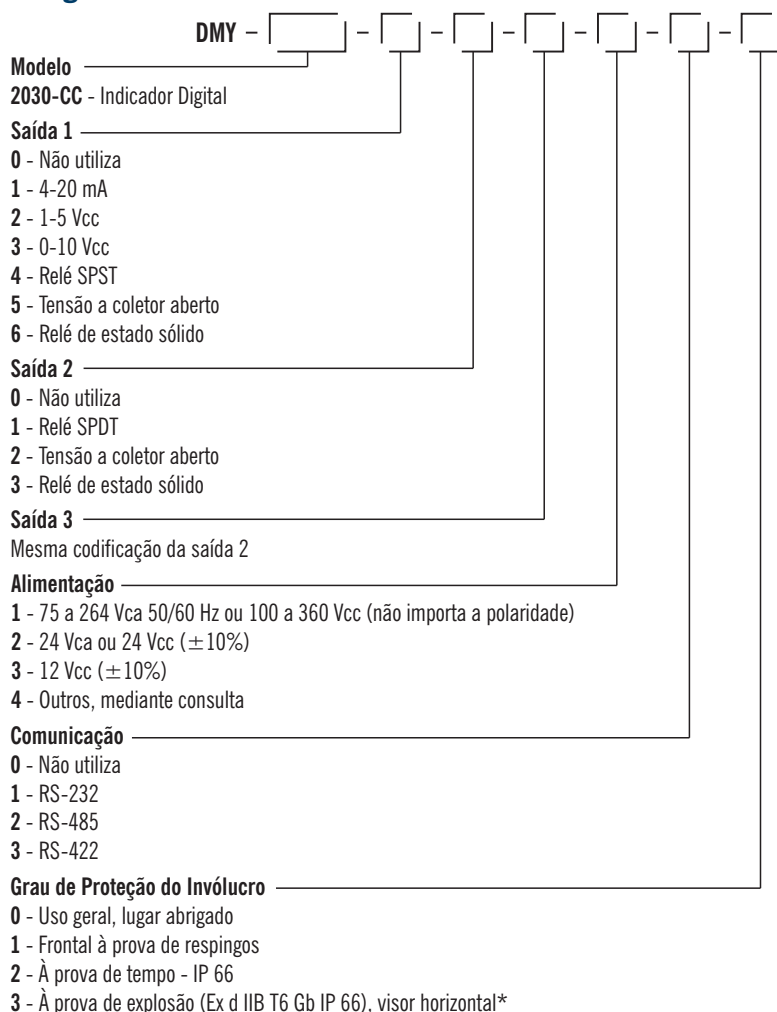 DMY – – – – – – –
Modelo
2030-CC - Indicador Digital
Saída 1
0 - Não utiliza
1 - 4-20 mA
2 - 1-5 Vcc
3 - 0-10 Vcc
4 - Relé SPST
5 - Tensão a coletor aberto
6 - Relé de estado sólido
Saída 2
0 - Não utiliza
1 - Relé SPDT
2 - Tensão a coletor aberto
3 - Relé de estado sólido
Saída 3
Mesma codificação da saída 2
Alimentação
1 - 75 a 264 Vca 50/60 Hz ou 100 a 360 Vcc (não importa a polaridade)
2 - 24 Vca ou 24 Vcc (±10%)
3 - 12 Vcc (±10%)
4 - Outros, mediante consulta
Comunicação
0 - Não utiliza
1 - RS-232
2 - RS-485
3 - RS-422
Grau de Proteção do Invólucro
0 - Uso geral, lugar abrigado
1 - Frontal à prova de respingos
2 - À prova de tempo - IP 66
3 - À prova de explosão (Ex d IIB T6 Gb IP 66), visor horizontal*